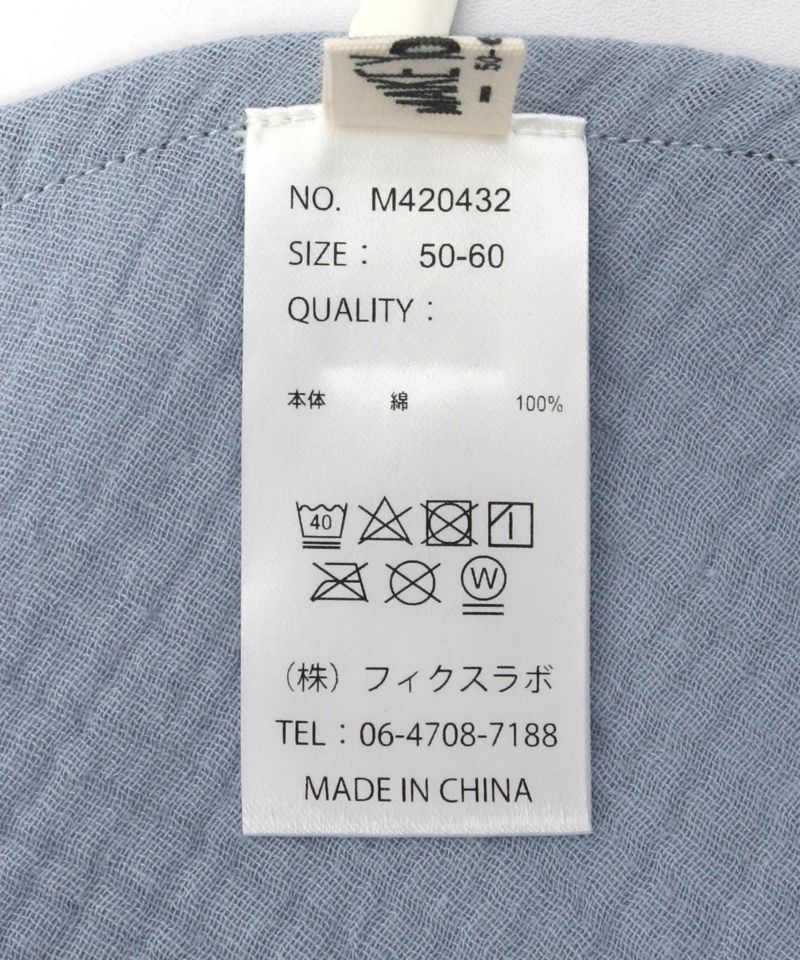 NO. M420432
SIZE : 50-60
QUALITY :
本体 綿 100%
40
W
(株) フィクスラボ
TEL : 06-4708-7188
MADE IN CHINA